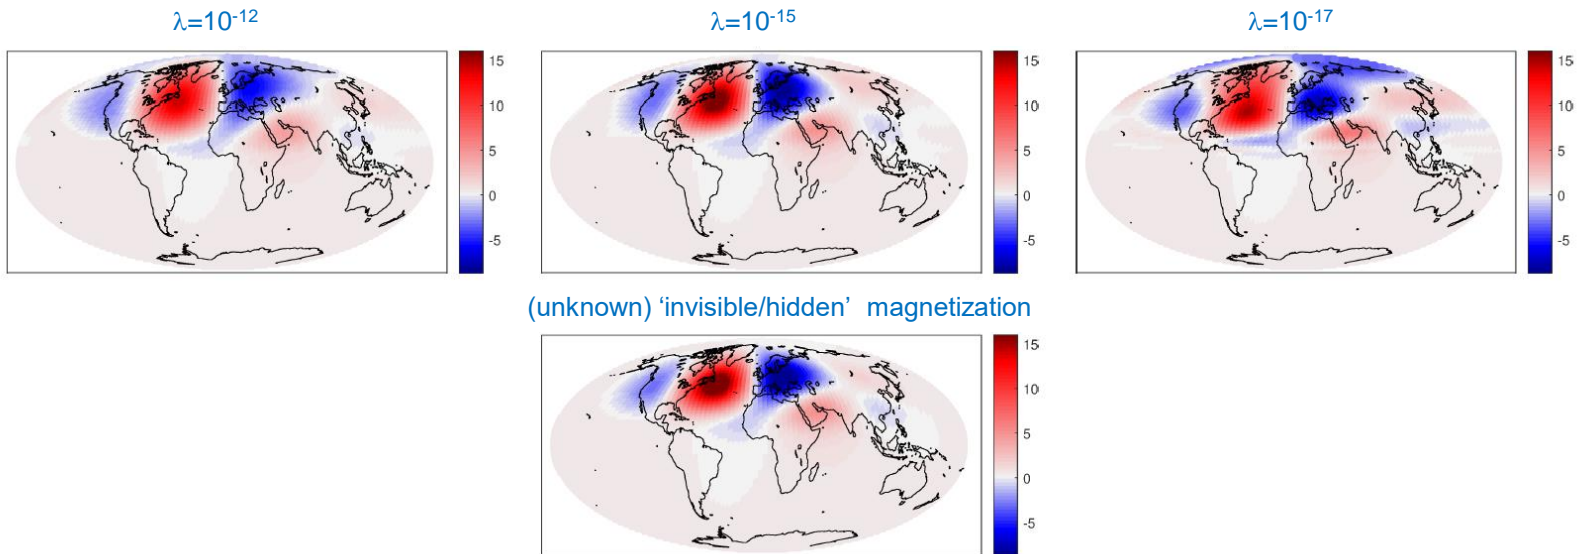 λ=10⁻¹² λ=10⁻¹⁵ λ=10⁻¹⁷
15 15 15
10 10 10
5 5 5
0 0 0
-5 -5 -5
(unknown) ‘invisible/hidden’ magnetization
15
10
5
0
-5